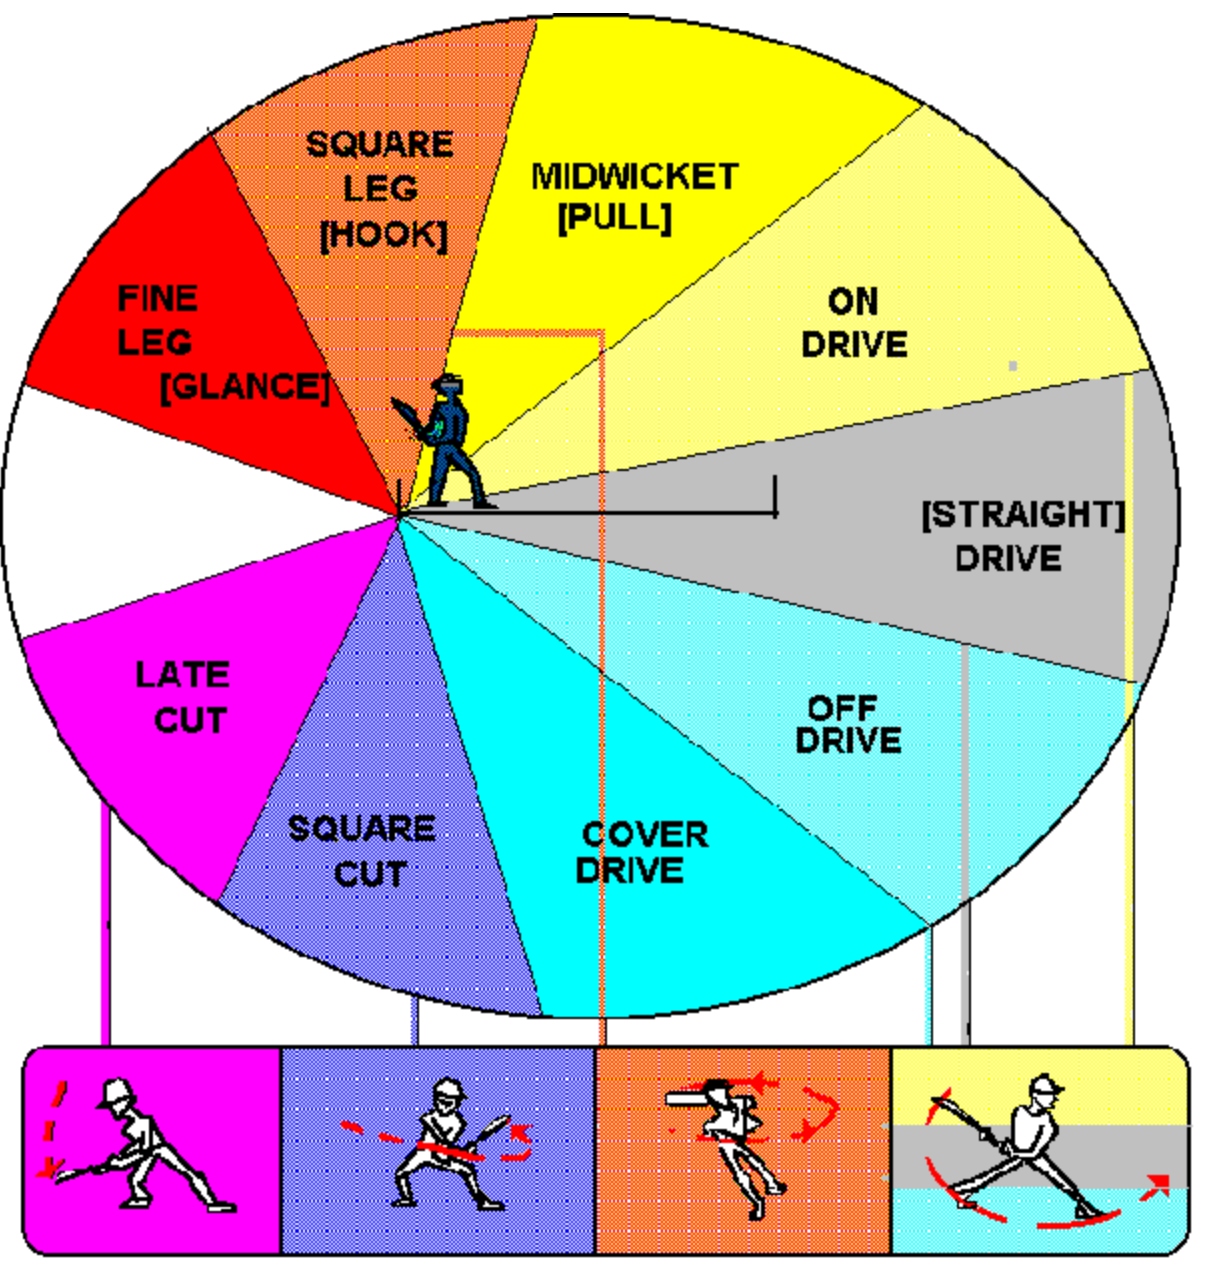 SQUARE
LEG
[HOOK]
MIDWICKET
[PULL]
ON
DRIVE
FINE
LEG
[GLANCE]
[STRAIGHT]
DRIVE
LATE
CUT
OFF
DRIVE
SQUARE
CUT
COVER
DRIVE